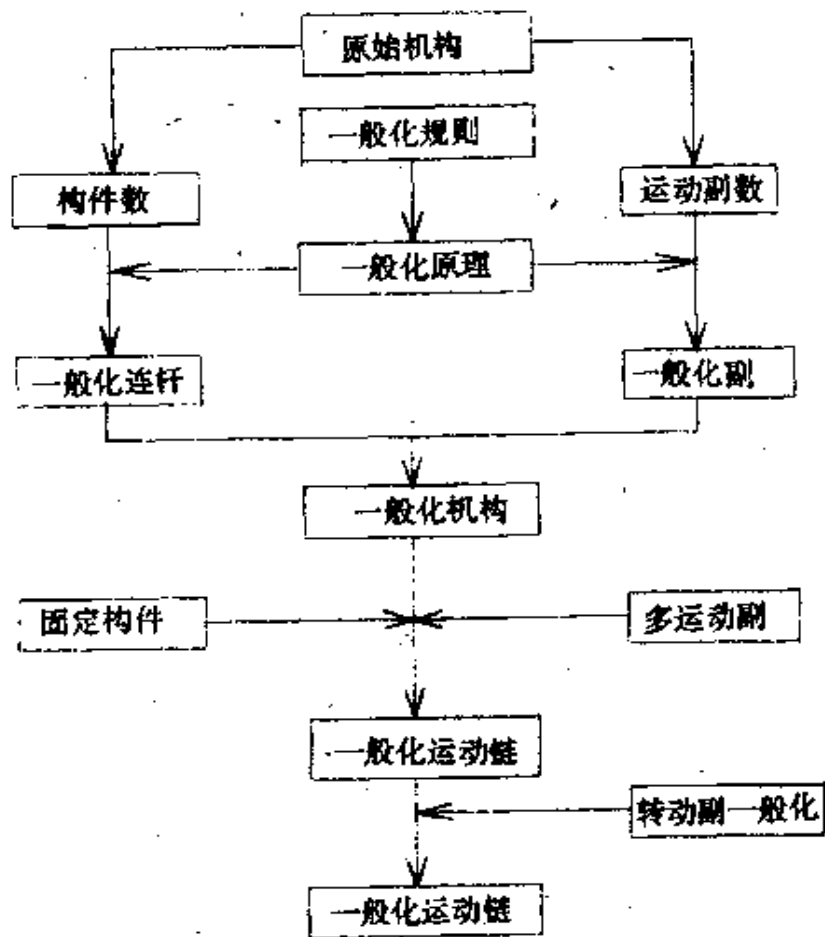 原始机构
一般化规则
构件数
运动副数
一般化原理
一般化连杆
一般化副
一般化机构
固定构件
多运动副
一般化运动链
转动副一般化
一般化运动链